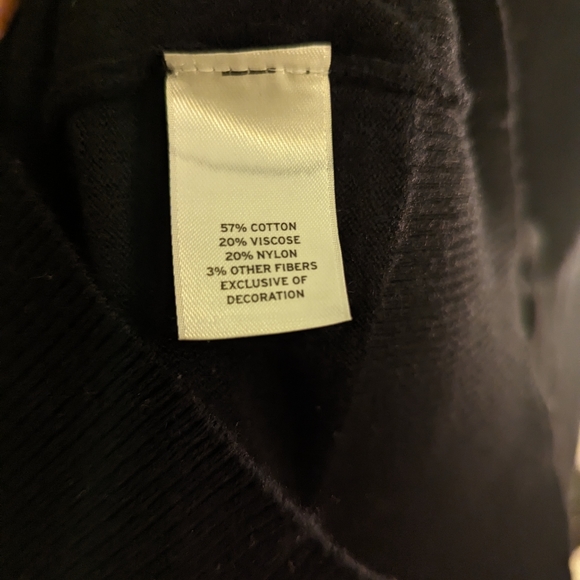 57% COTTON
20% VISCOSE
20% NYLON
3% OTHER FIBERS
EXCLUSIVE OF
DECORATION